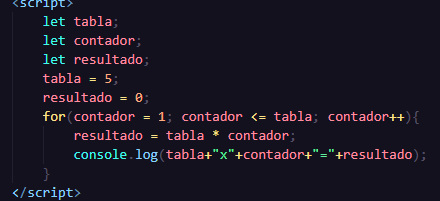 <script>
let tabla;
let contador;
let resultado;
tabla = 5;
resultado = 0;
for(contador = 1; contador <= tabla; contador++){
resultado = tabla * contador;
console.log(tabla+"x"+contador+"="+resultado);
}
</script>